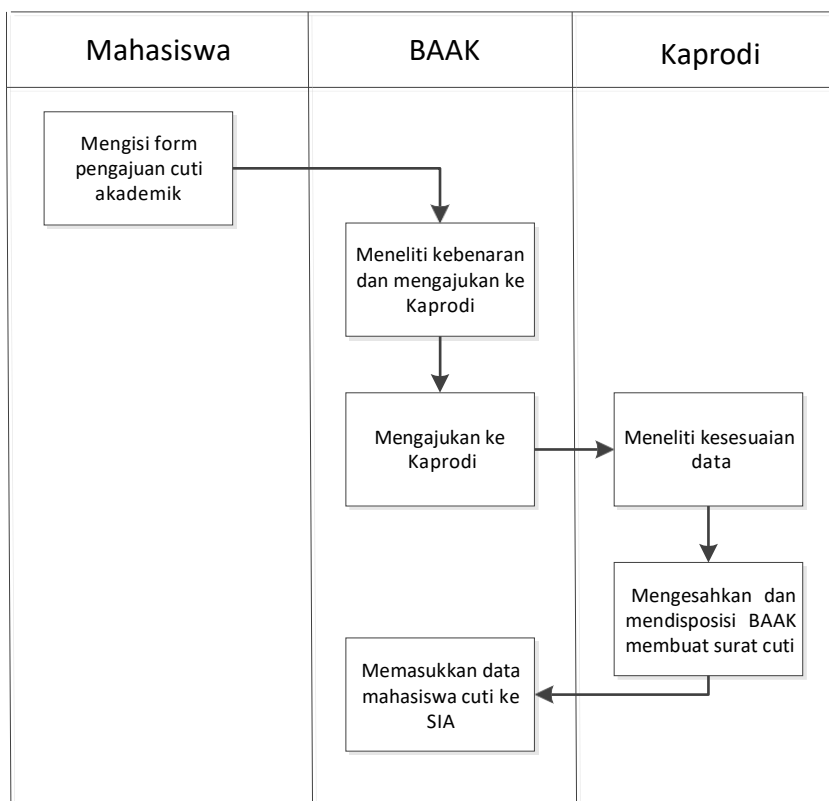 Mahasiswa
BAAK
Kaprodi
Mengisi form
pengajuan cuti
akademik
Meneliti kebenaran
dan mengajukan ke
Kaprodi
Mengajukan ke
Kaprodi
Meneliti kesesuaian
data
Mengesahkan dan
mendisposisi BAAK
membuat surat cuti
Memasukkan data
mahasiswa cuti ke
SIA